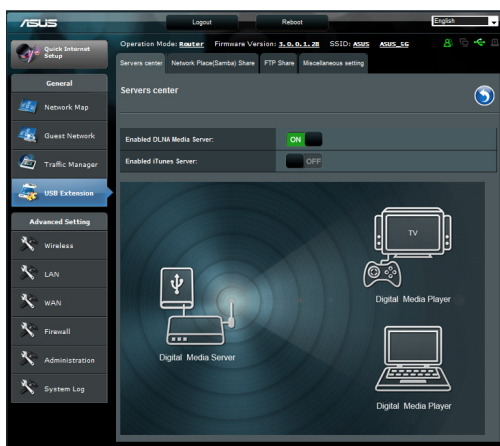 ASUS
Logout
Reboot
English
Quick Internet Setup
Operation Mode: Router Firmware Version: 3.0.0.1.28 SSID: ASUS ASUS_5G
Servers center
Network Place(Samba) Share
FTP Share
Miscellaneous setting
General
Network Map
Guest Network
Traffic Manager
USB Extension
Advanced Setting
Wireless
LAN
WAN
Firewall
Administration
System Log
Servers center
Enabled DLNA Media Server:
ON
Enabled iTunes Server:
OFF
TV
Digital Media Player
Digital Media Server
Digital Media Player